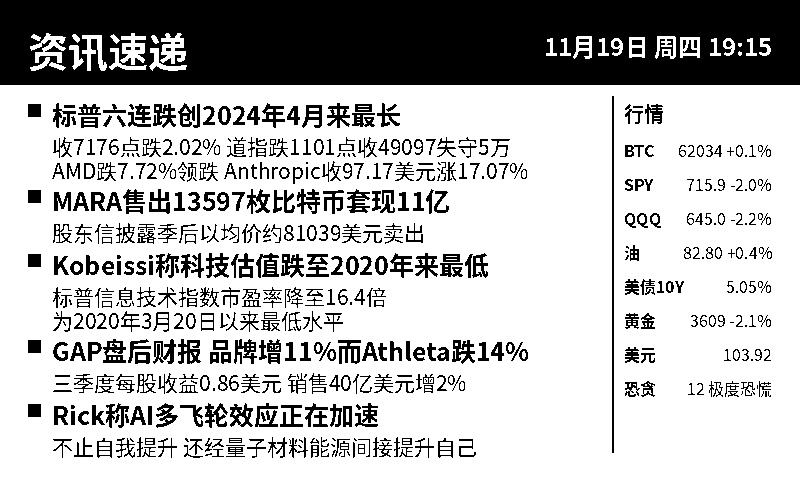 资讯速递
11月19日 周四 19:15
标普六连跌创2024年4月来最长
收7176点跌2.02% 道指跌1101点收49097失守5万
AMD跌7.72%领跌 Anthropic收97.17美元涨17.07%
MARA售出13597枚比特币套现11亿
股东信披露季后以均价约81039美元卖出
Kobeissi称科技估值跌至2020年来最低
标普信息技术指数市盈率降至16.4倍
为2020年3月20日以来最低水平
GAP盘后财报 品牌增11%而Athleta跌14%
三季度每股收益0.86美元 销售40亿美元增2%
Rick称AI多飞轮效应正在加速
不止自我提升 还经量子材料能源间接提升自己
行情
BTC 62034 +0.1%
SPY 715.9 -2.0%
QQQ 645.0 -2.2%
油 82.80 +0.4%
美债10Y 5.05%
黄金 3609 -2.1%
美元 103.92
恐贪 12 极度恐慌